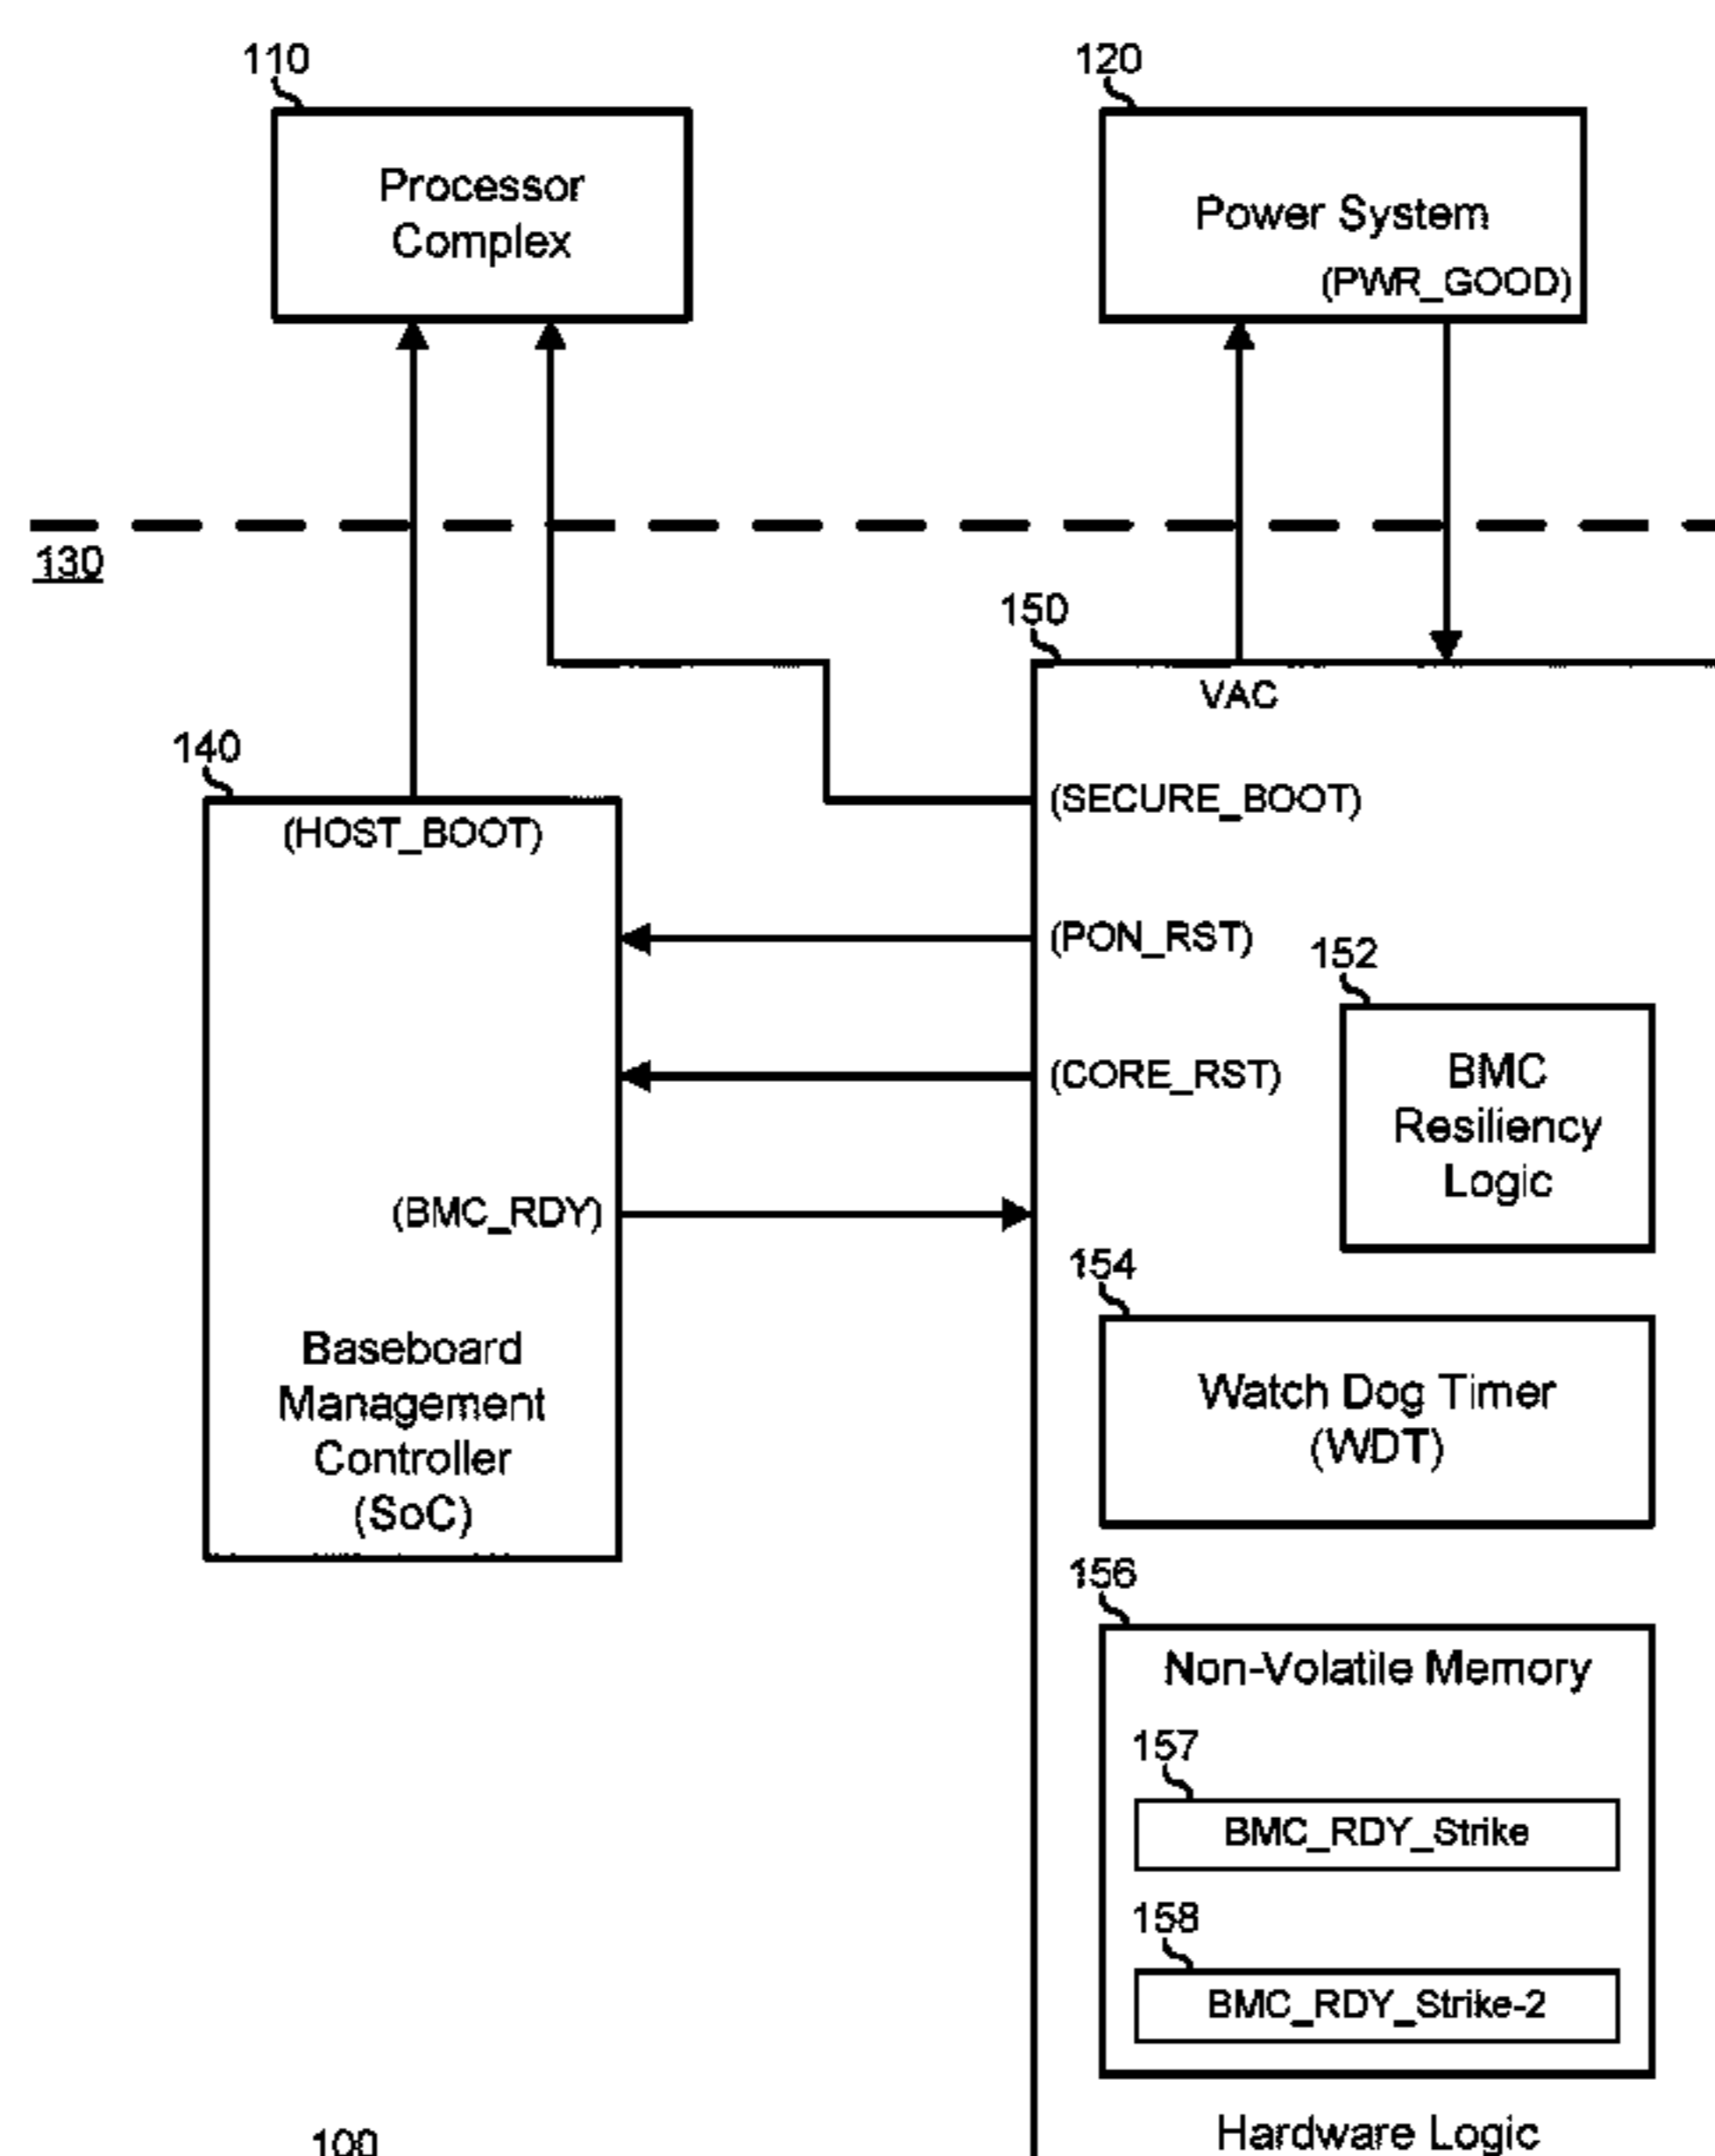 110
Processor
Complex
120
Power System
(PWR_GOOD)
130
150
VAC
(SECURE_BOOT)
140
(HOST_BOOT)
(PON_RST)
152
BMC
Resiliency
Logic
(CORE_RST)
(BMC_RDY)
Baseboard
Management
Controller
(SoC)
154
Watch Dog Timer
(WDT)
156
Non-Volatile Memory
157
BMC_RDY_Strike
158
BMC_RDY_Strike-2
Hardware Logic
100